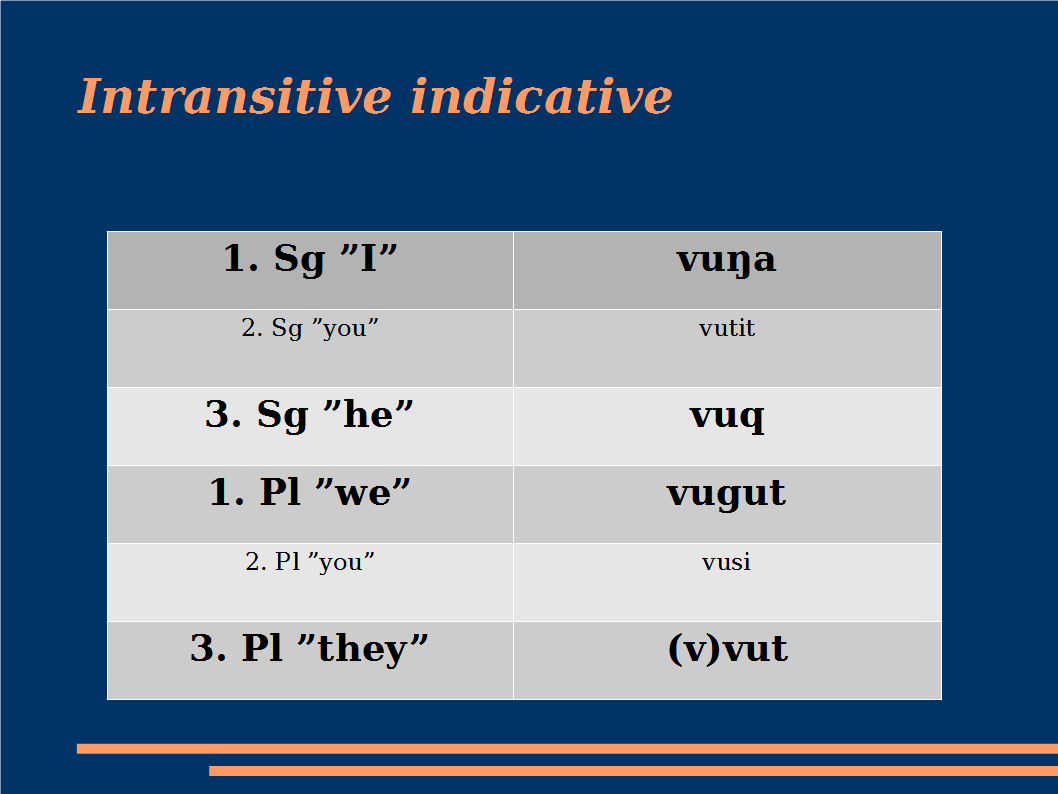 Intransitive indicative
1. Sg ”I” vuŋa
2. Sg ”you” vutit
3. Sg ”he” vuq
1. Pl ”we” vugut
2. Pl ”you” vusi
3. Pl ”they” (v)vut